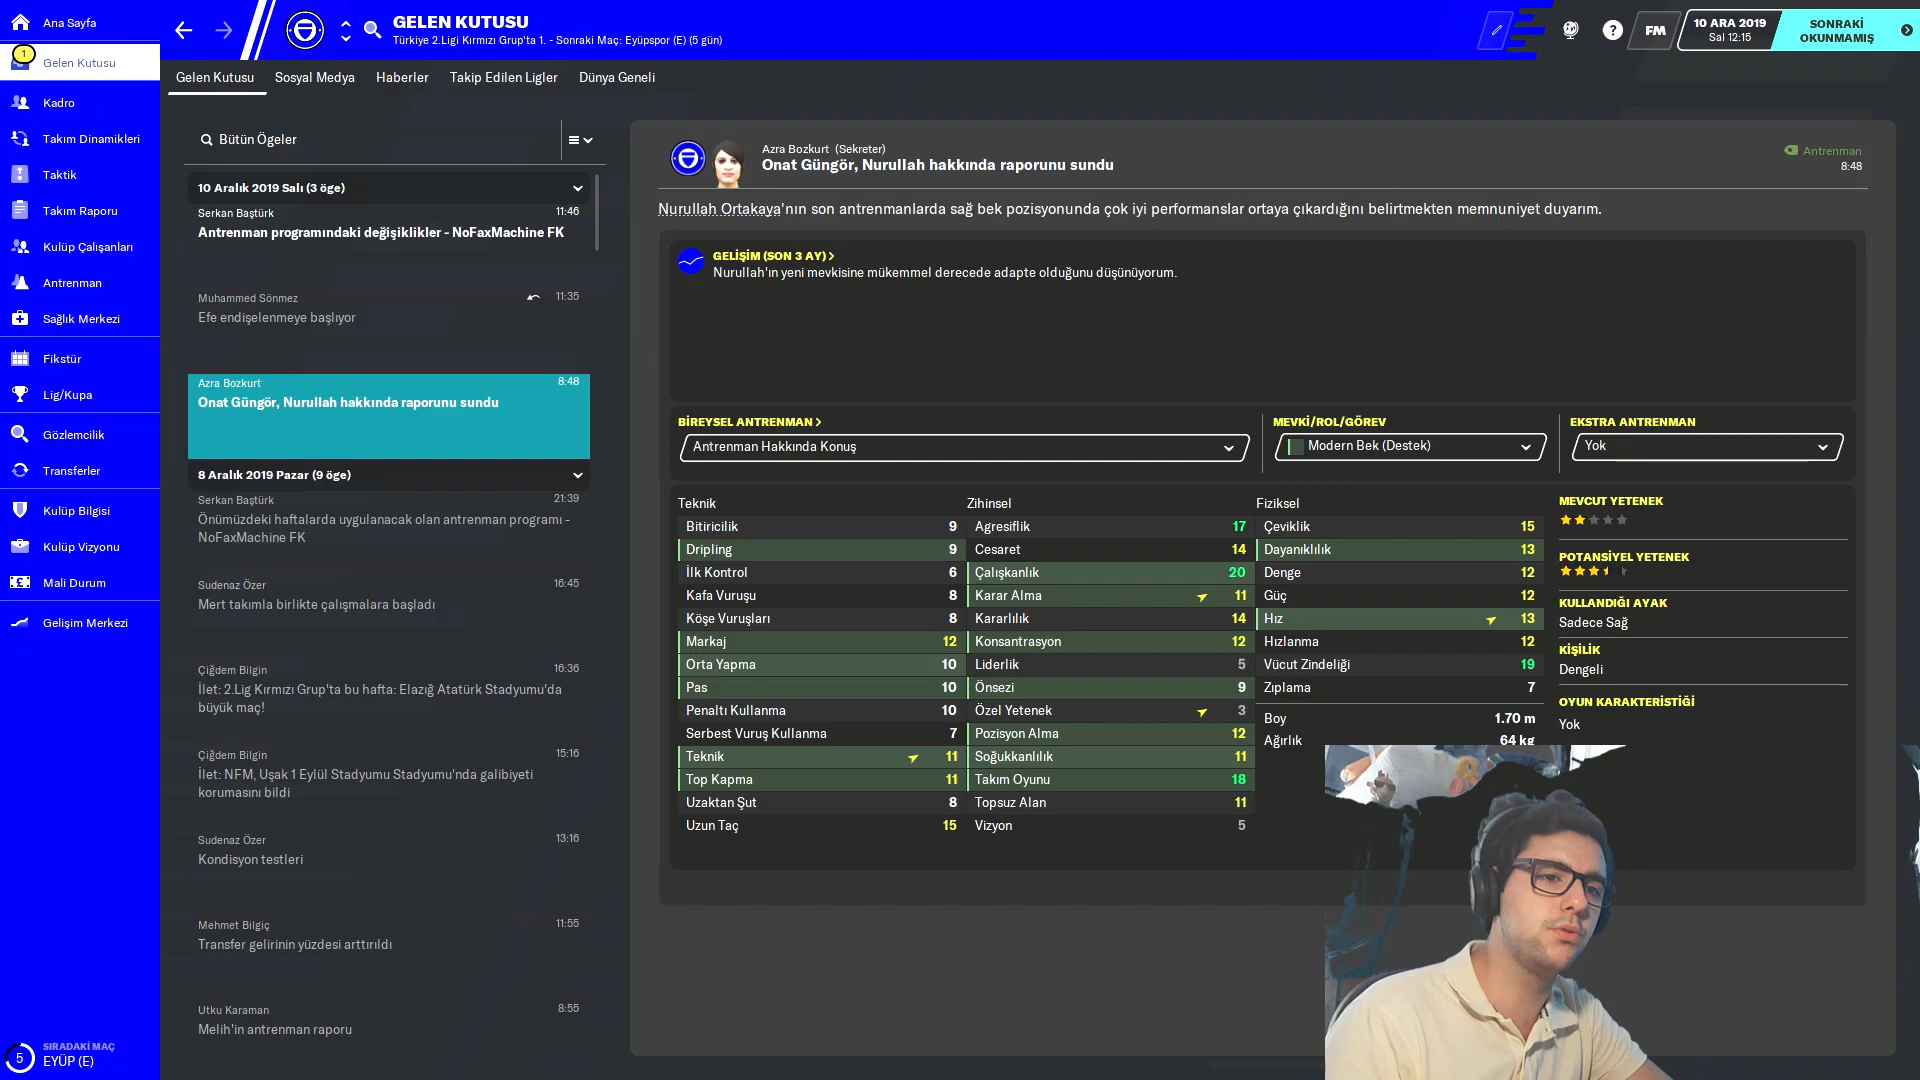 Ana Sayfa
1
Gelen Kutusu
Kadro
Takım Dinamikleri
Taktik
Takım Raporu
Kulüp Çalışanları
Antrenman
Sağlık Merkezi
Fikstür
Lig/Kupa
Gözlemcilik
Transferler
Kulüp Bilgisi
Kulüp Vizyonu
Mali Durum
Gelişim Merkezi
5
SIRADAKİ MAÇ
EYÜP (E)
GELEN KUTUSU
Türkiye 2.Ligi Kırmızı Grup'ta 1. - Sonraki Maç: Eyüpspor (E) (5 gün)
?
FM
10 ARA 2019
Sal 12:15
SONRAKİ
OKUNMAMIŞ
Gelen Kutusu Sosyal Medya Haberler Takip Edilen Ligler Dünya Geneli
Bütün Ögeler
10 Aralık 2019 Salı (3 öge)
Serkan Baştürk 11:46
Antrenman programındaki değişiklikler - NoFaxMachine FK
Muhammed Sönmez 11:35
Efe endişelenmeye başlıyor
Azra Bozkurt 8:48
Onat Güngör, Nurullah hakkında raporunu sundu
8 Aralık 2019 Pazar (9 öge)
Serkan Baştürk 21:39
Önümüzdeki haftalarda uygulanacak olan antrenman programı -
NoFaxMachine FK
Sudenaz Özer 16:45
Mert takımla birlikte çalışmalara başladı
Çiğdem Bilgin 16:36
İlet: 2.Lig Kırmızı Grup'ta bu hafta: Elazığ Atatürk Stadyumu'da
büyük maç!
Çiğdem Bilgin 15:16
İlet: NFM, Uşak 1 Eylül Stadyumu Stadyumu'nda galibiyeti
korumasını bildi
Sudenaz Özer 13:16
Kondisyon testleri
Mehmet Bilgiç 11:55
Transfer gelirinin yüzdesi arttırıldı
Utku Karaman 8:55
Melih'in antrenman raporu
Azra Bozkurt (Sekreter)
Onat Güngör, Nurullah hakkında raporunu sundu
Antrenman
8:48
Nurullah Ortakaya'nın son antrenmanlarda sağ bek pozisyonunda çok iyi performanslar ortaya çıkardığını belirtmekten memnuniyet duyarım.
GELİŞİM (SON 3 AY) >
Nurullah'ın yeni mevkisine mükemmel derecede adapte olduğunu düşünüyorum.
BİREYSEL ANTRENMAN >
Antrenman Hakkında Konuş
MEVKİ/ROL/GÖREV
Modern Bek (Destek)
EKSTRA ANTRENMAN
Yok
Teknik
Bitiricilik 9
Dripling 9
İlk Kontrol 6
Kafa Vuruşu 8
Köşe Vuruşları 8
Markaj 12
Orta Yapma 10
Pas 10
Penaltı Kullanma 10
Serbest Vuruş Kullanma 7
Teknik 11
Top Kapma 11
Uzaktan Şut 8
Uzun Taç 15
Zihinsel
Agresiflik 17
Cesaret 14
Çalışkanlık 20
Karar Alma 11
Kararlılık 14
Konsantrasyon 12
Liderlik 5
Önsezi 9
Özel Yetenek 3
Pozisyon Alma 12
Soğukkanlılık 11
Takım Oyunu 18
Topsuz Alan 11
Vizyon 5
Fiziksel
Çeviklik 15
Dayanıklılık 13
Denge 12
Güç 12
Hız 13
Hızlanma 12
Vücut Zindeliği 19
Zıplama 7
Boy 1.70 m
Ağırlık 64 kg
MEVCUT YETENEK
POTANSİYEL YETENEK
KULLANDIĞI AYAK
Sadece Sağ
KİŞİLİK
Dengeli
OYUN KARAKTERİSTİĞİ
Yok